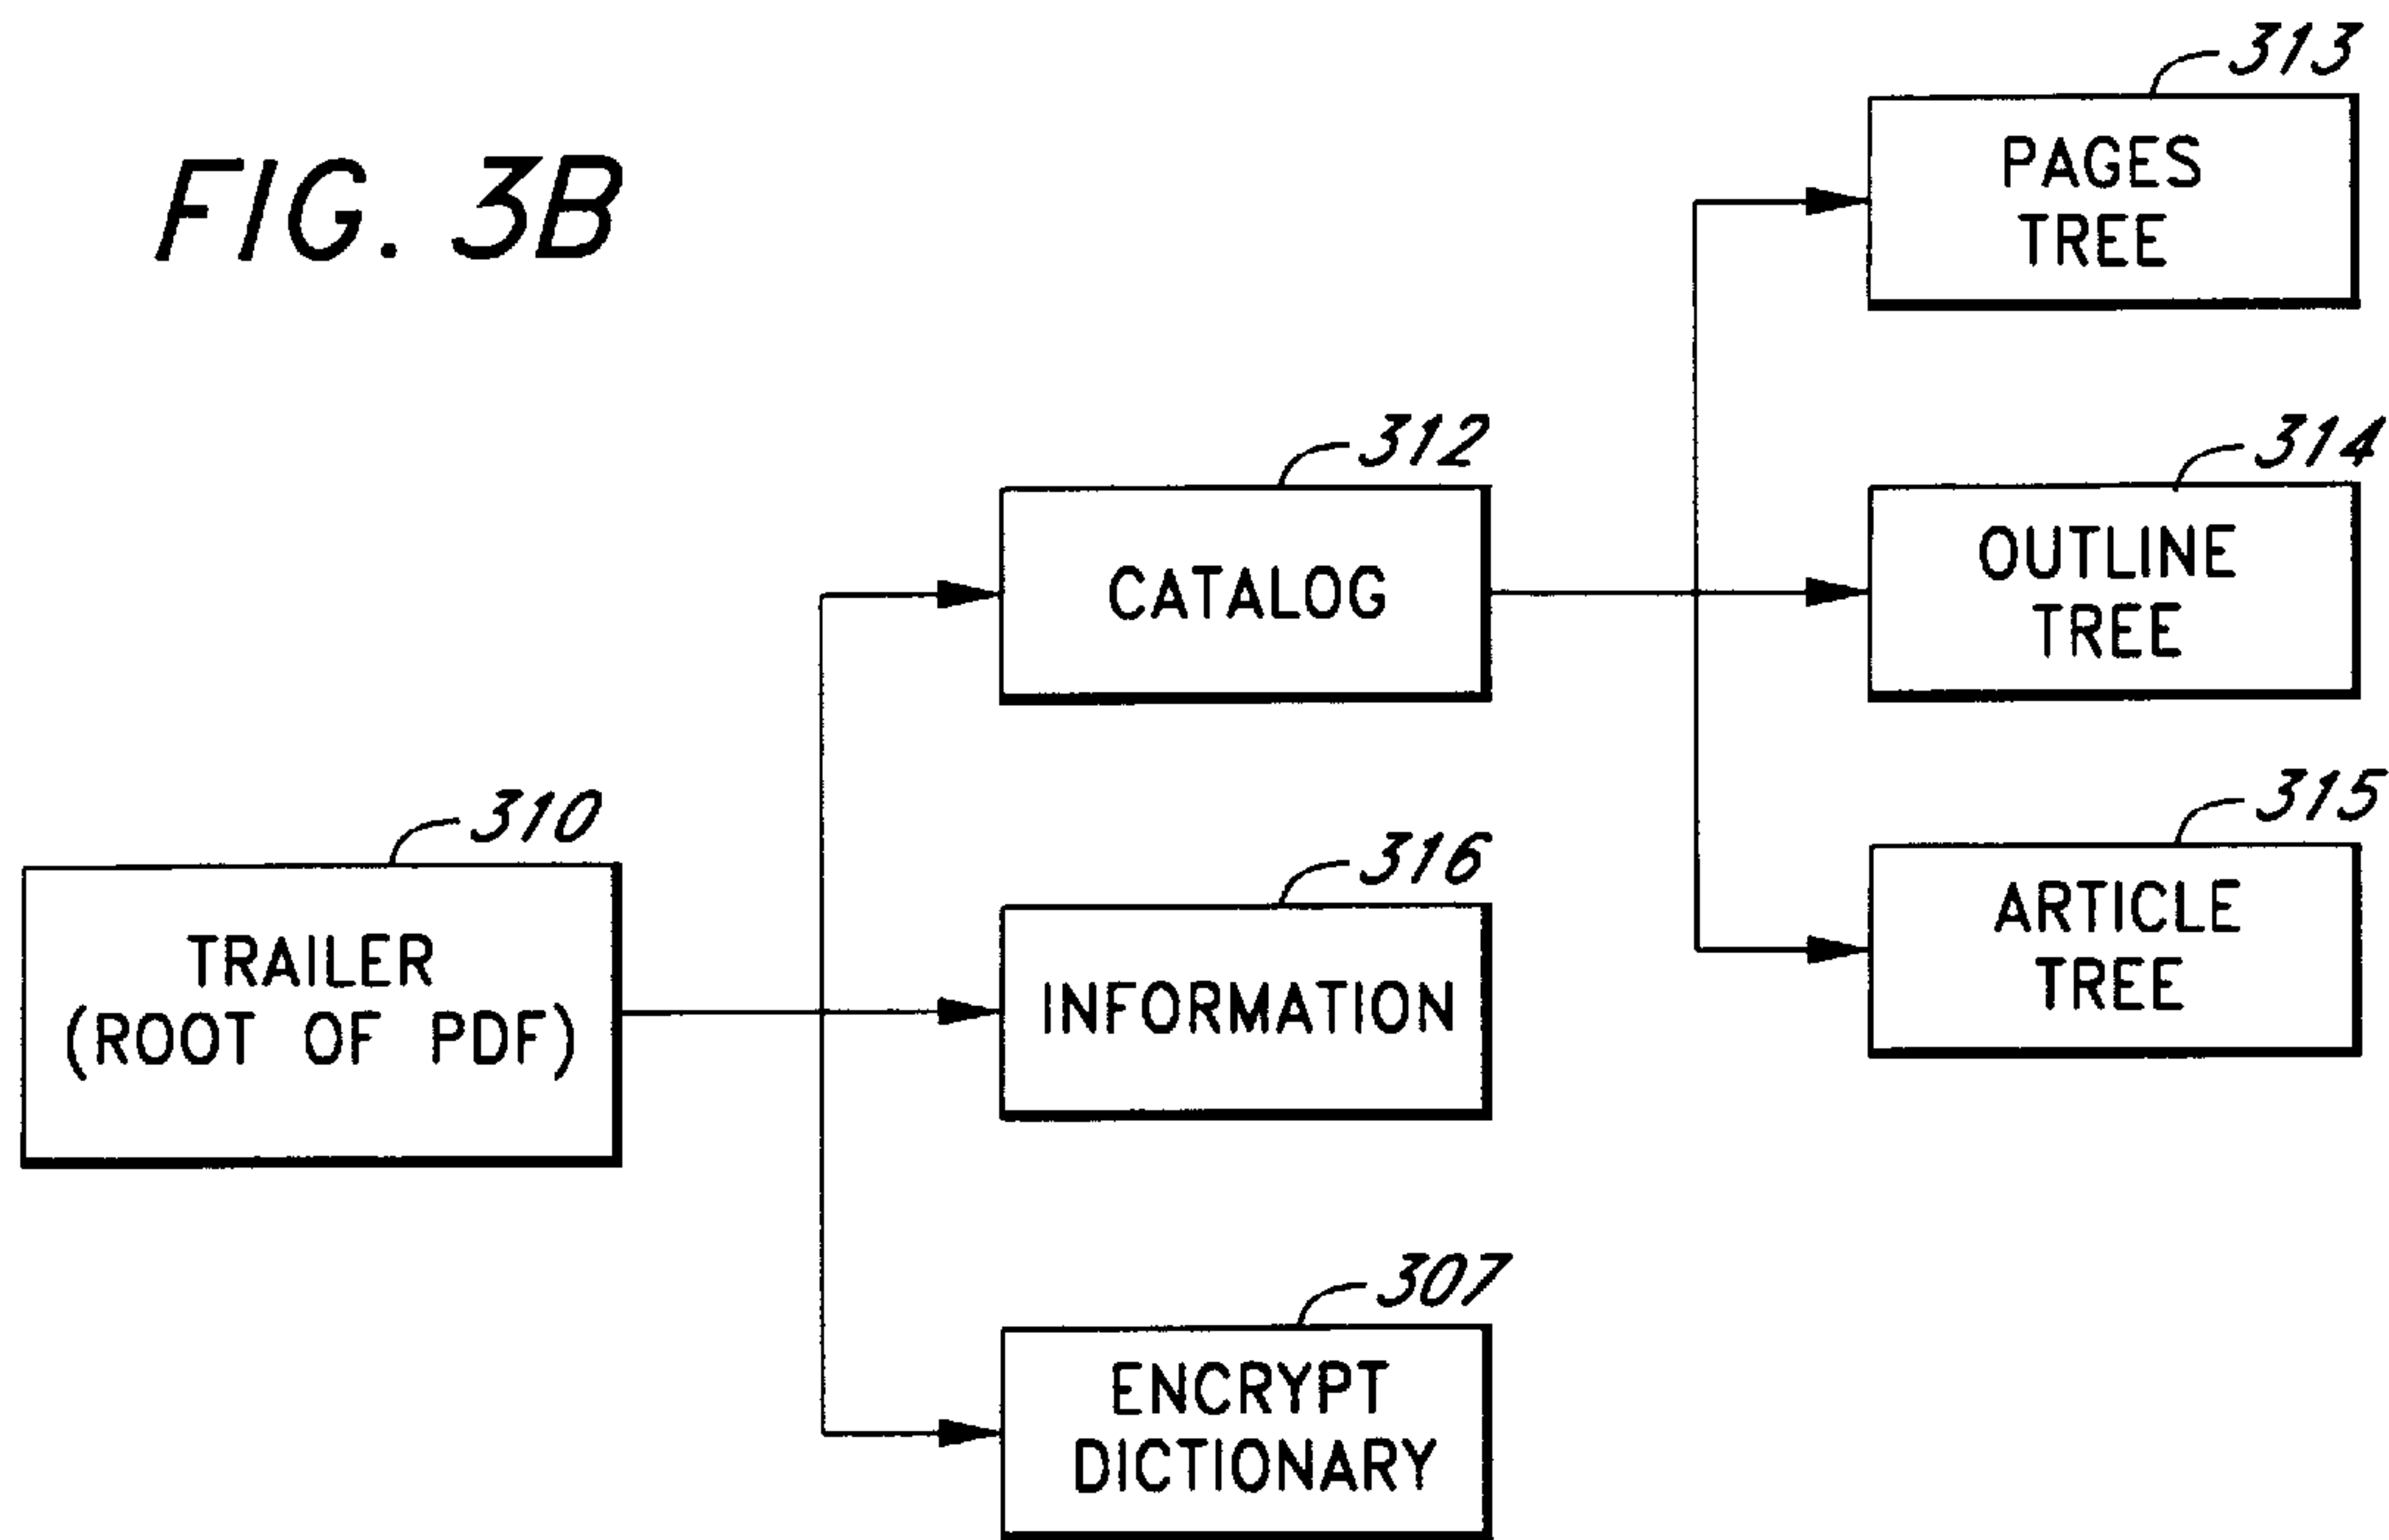 FIG. 3B
313
PAGES
TREE
312
CATALOG
314
OUTLINE
TREE
310
TRAILER
(ROOT OF PDF)
316
INFORMATION
315
ARTICLE
TREE
307
ENCRYPT
DICTIONARY